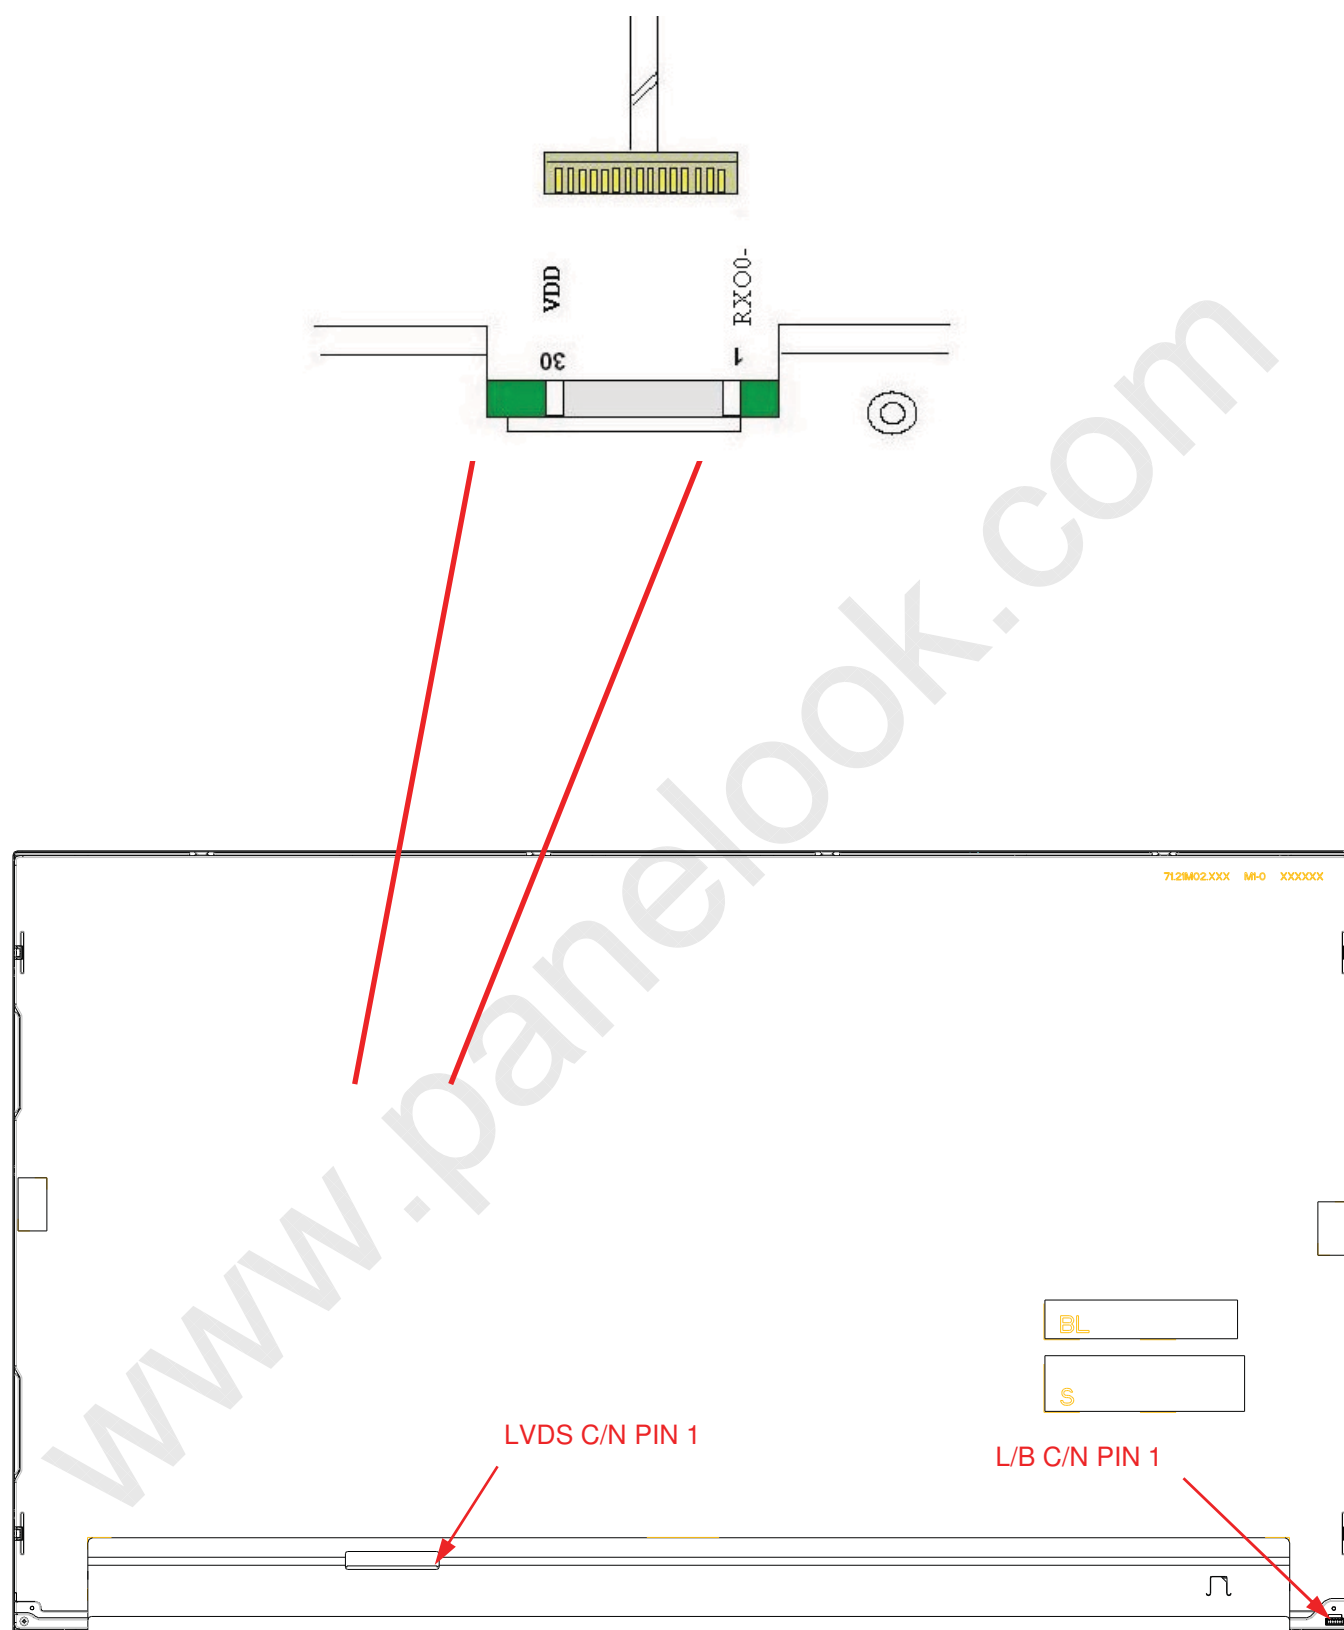 VDD
RXO0-
30
1
71.21M02.XXX MI-0 XXXXXX
BL
S
LVDS C/N PIN 1
L/B C/N PIN 1
www.panelook.com